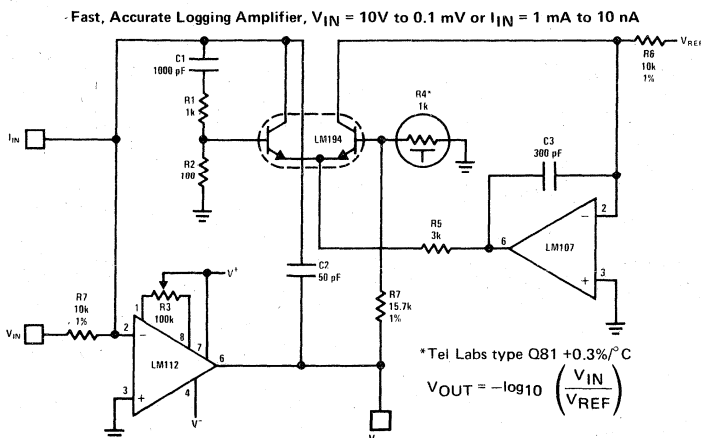 Fast, Accurate Logging Amplifier, VIN = 10V to 0.1 mV or IIN = 1 mA to 10 nA
VREF
R6
10k
1%
C1
1000 pF
R1
1k
R4*
1k
IIN
LM194
C3
300 pF
R2
100
2
−
R5
3k
6
LM107
+
3
C2
50 pF
V+
R7
10k
1%
R3
100k
R7
15.7k
1%
1
8
7
VIN
2
−
LM112
6
3
+
4
V−
*Tel Labs type Q81 +0.3%/°C
VOUT = −log10 (VIN/VREF)